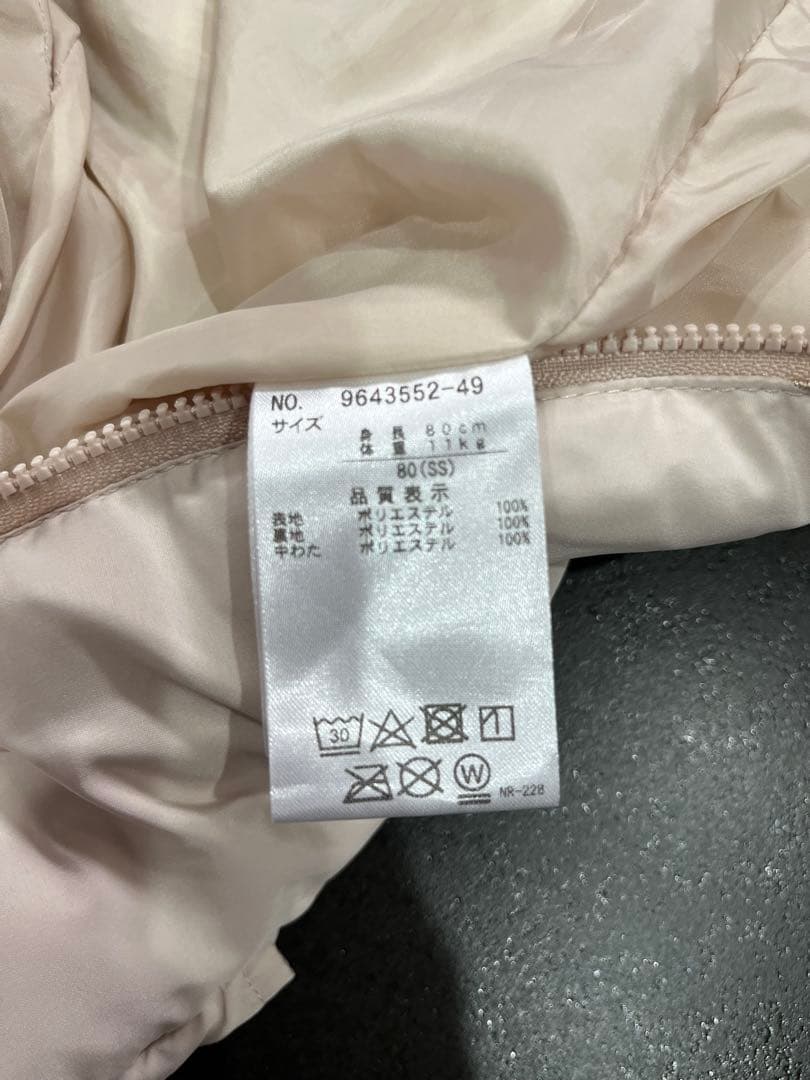 NO. 9643552-49
サイズ 身長 80cm
体重 11kg
80(SS)
品質表示
表地 ポリエステル 100%
裏地 ポリエステル 100%
中わた ポリエステル 100%
30
W
NR-228